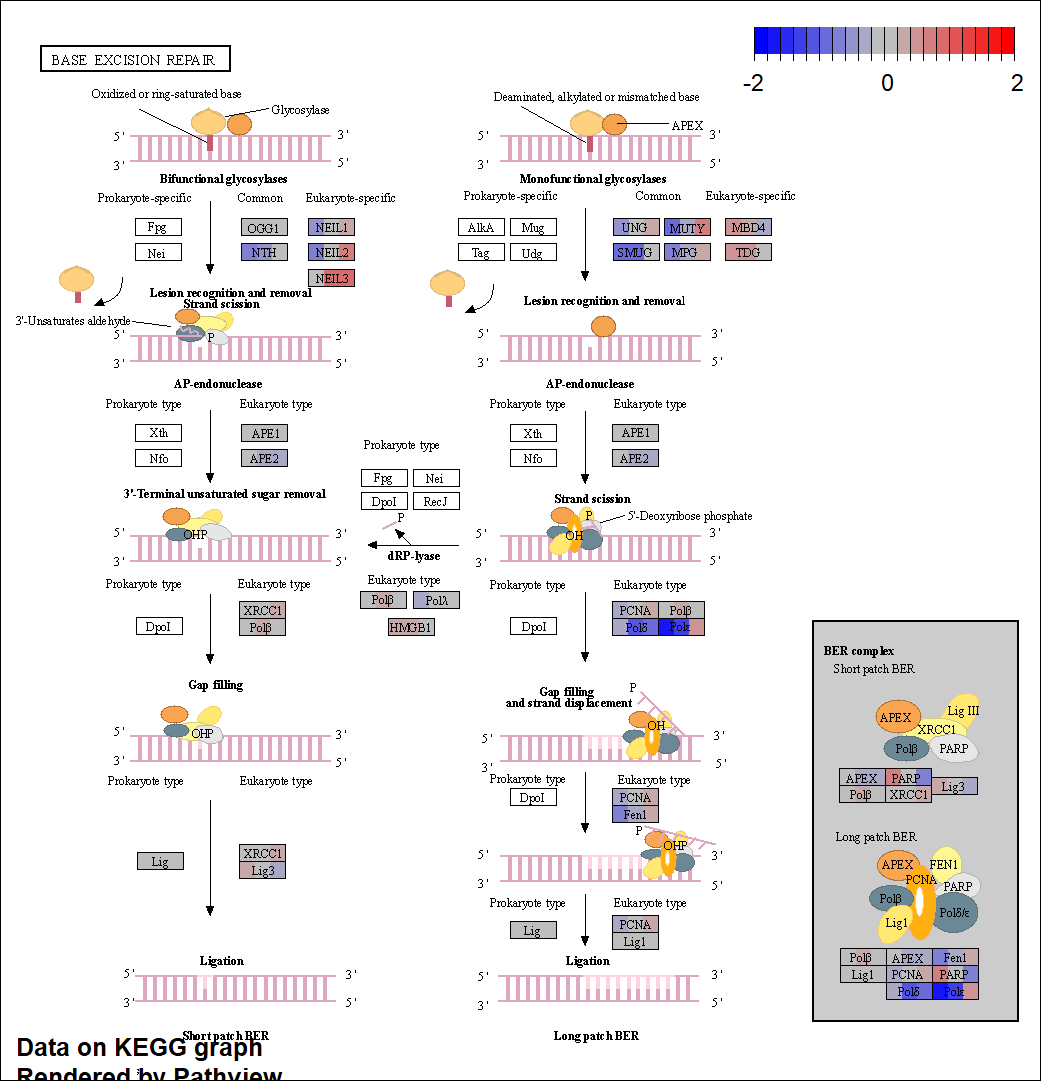 BASE EXCISION REPAIR
-2 0 2
Oxidized or ring-saturated base
Glycosylase
5' 3'
3' 5'
Bifunctional glycosylases
Prokaryote-specific Common Eukaryote-specific
Fpg OGG1 NEIL1
Nei NTH NEIL2
NEIL3
Lesion recognition and removal
Strand scission
3'-Unsaturates aldehyde
P
5' 3'
3' 5'
AP-endonuclease
Prokaryote type Eukaryote type
Xth APE1
Nfo APE2
3'-Terminal unsaturated sugar removal
OHP
5' 3'
3' 5'
Prokaryote type Eukaryote type
XRCC1
DpoI Polβ
Gap filling
OHP
5' 3'
3' 5'
Prokaryote type Eukaryote type
XRCC1
Lig Lig3
Ligation
5' 3'
3' 5'
Short patch BER
Deaminated, alkylated or mismatched base
APEX
5' 3'
3' 5'
Monofunctional glycosylases
Prokaryote-specific Common Eukaryote-specific
AlkA Mug UNG MUTY MBD4
Tag Udg SMUG MPG TDG
Lesion recognition and removal
5' 3'
3' 5'
AP-endonuclease
Prokaryote type Eukaryote type
Xth APE1
Nfo APE2
Prokaryote type
Fpg Nei
DpoI RecJ
P
dRP-lyase
Eukaryote type
Polβ Polλ
HMGB1
Strand scission
P
5'-Deoxyribose phosphate
OH
5' 3'
3' 5'
Prokaryote type Eukaryote type
PCNA Polβ
DpoI Polδ Polε
Gap filling
and strand displacement
P
OH
5' 3'
3' 5'
Prokaryote type Eukaryote type
DpoI PCNA
Fen1
P
OHP
5' 3'
3' 5'
Prokaryote type Eukaryote type
PCNA
Lig Lig1
Ligation
5' 3'
3' 5'
Long patch BER
BER complex
Short patch BER
APEX
Lig III
XRCC1
Polβ
PARP
APEX PARP
Lig3
Polβ XRCC1
Long patch BER
APEX
FEN1
PCNA
PARP
Polβ
Polδ/ε
Lig1
Polβ APEX Fen1
Lig1 PCNA PARP
Polδ Polε
Data on KEGG graph
Rendered by Pathview